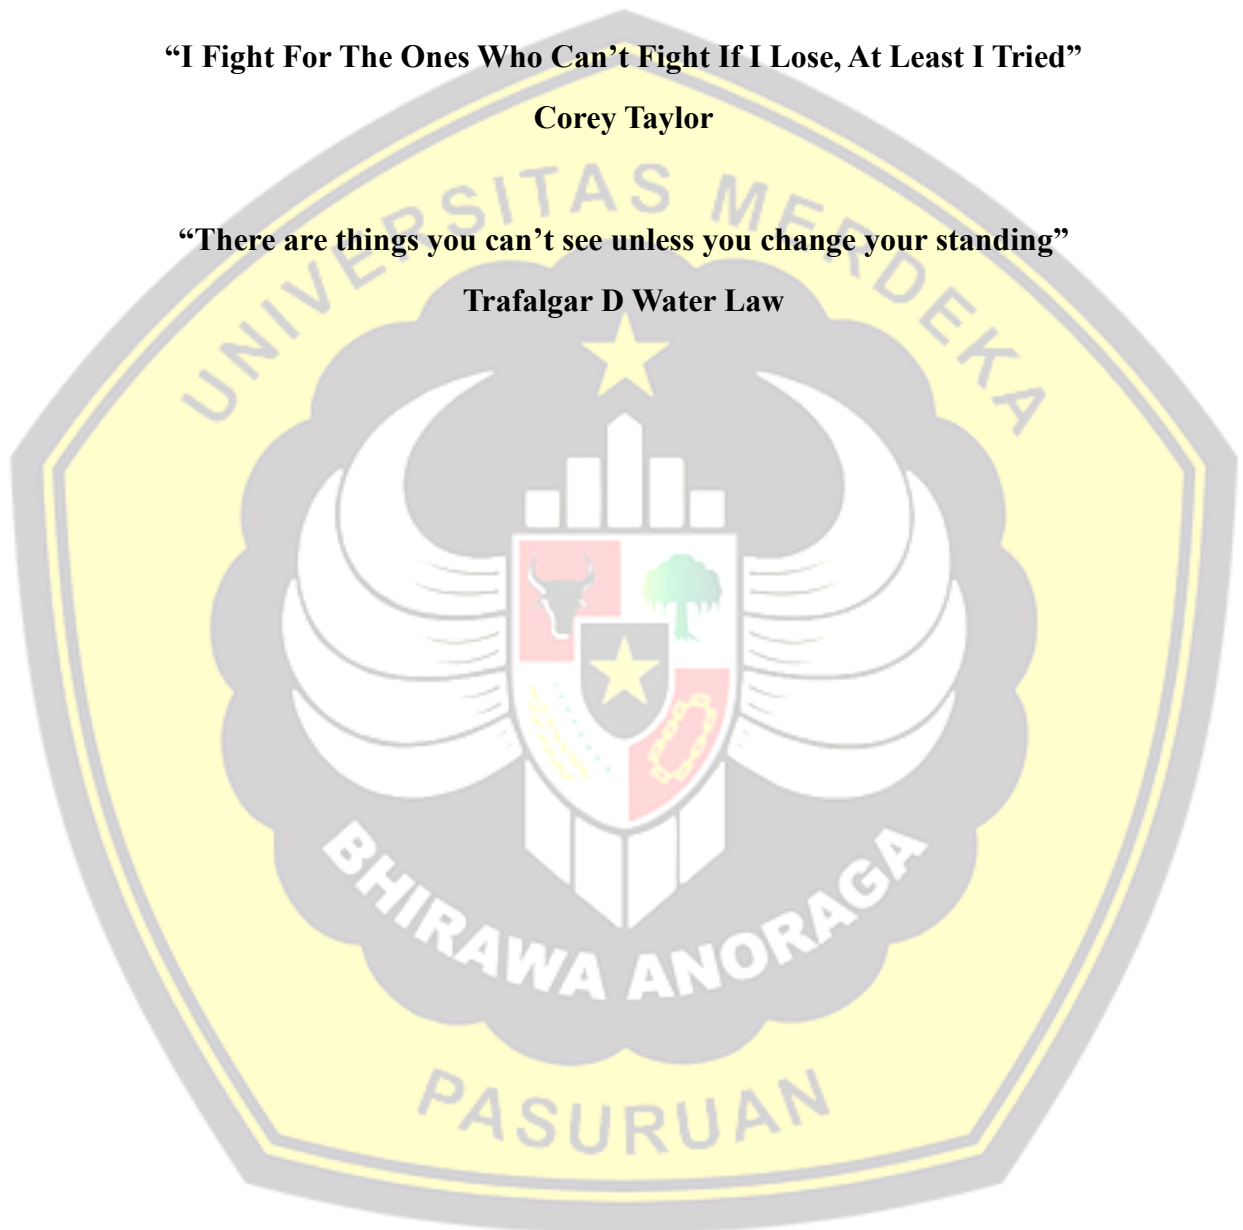 “I Fight For The Ones Who Can’t Fight If I Lose, At Least I Tried”
Corey Taylor
UNIVERSITAS MERDEKA
“There are things you can’t see unless you change your standing”
Trafalgar D Water Law
BHIRAWA ANORAGA
PASURUAN